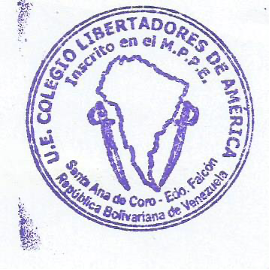 U.E. COLEGIO LIBERTADORES DE AMÉRICA
Inscrito en el M.P.P.E.
Santa Ana de Coro - Edo. Falcón
República Bolivariana de Venezuela